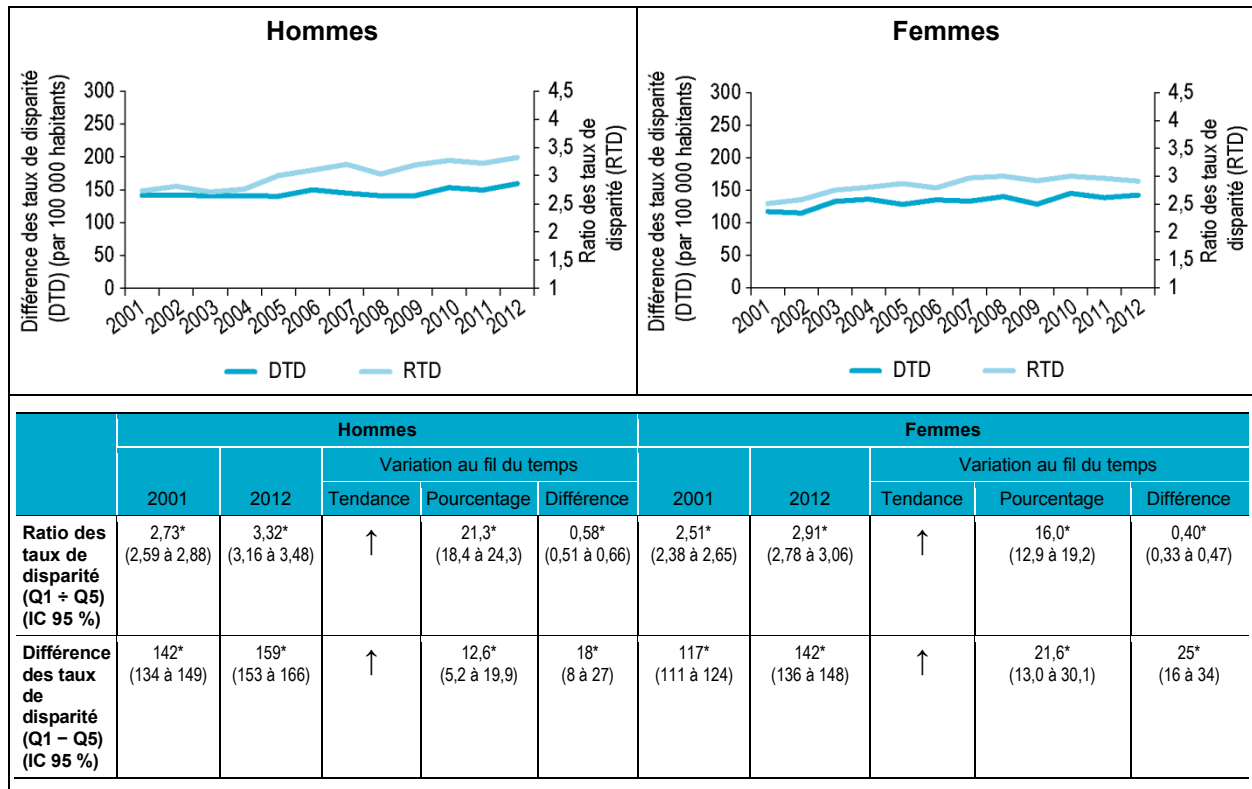 Hommes
Différence des taux de disparité
(DTD) (par 100 000 habitants)
300
250
200
150
100
50
0
4,5
4
3,5
3
2,5
2
1,5
1
Ratio des taux de
disparité (RTD)
2001 2002 2003 2004 2005 2006 2007 2008 2009 2010 2011 2012
DTD RTD
Femmes
Différence des taux de disparité
(DTD) (par 100 000 habitants)
300
250
200
150
100
50
0
4,5
4
3,5
3
2,5
2
1,5
1
Ratio des taux de
disparité (RTD)
2001 2002 2003 2004 2005 2006 2007 2008 2009 2010 2011 2012
DTD RTD
Hommes Femmes
Variation au fil du temps Variation au fil du temps
2001 2012 Tendance Pourcentage Différence 2001 2012 Tendance Pourcentage Différence
Ratio des 2,73* 3,32* ↑ 21,3* 0,58* 2,51* 2,91* ↑ 16,0* 0,40*
taux de (2,59 à 2,88) (3,16 à 3,48) (18,4 à 24,3) (0,51 à 0,66) (2,38 à 2,65) (2,78 à 3,06) (12,9 à 19,2) (0,33 à 0,47)
disparité
(Q1 ÷ Q5)
(IC 95 %)
Différence 142* 159* ↑ 12,6* 18* 117* 142* ↑ 21,6* 25*
des taux (134 à 149) (153 à 166) (5,2 à 19,9) (8 à 27) (111 à 124) (136 à 148) (13,0 à 30,1) (16 à 34)
de
disparité
(Q1 − Q5)
(IC 95 %)